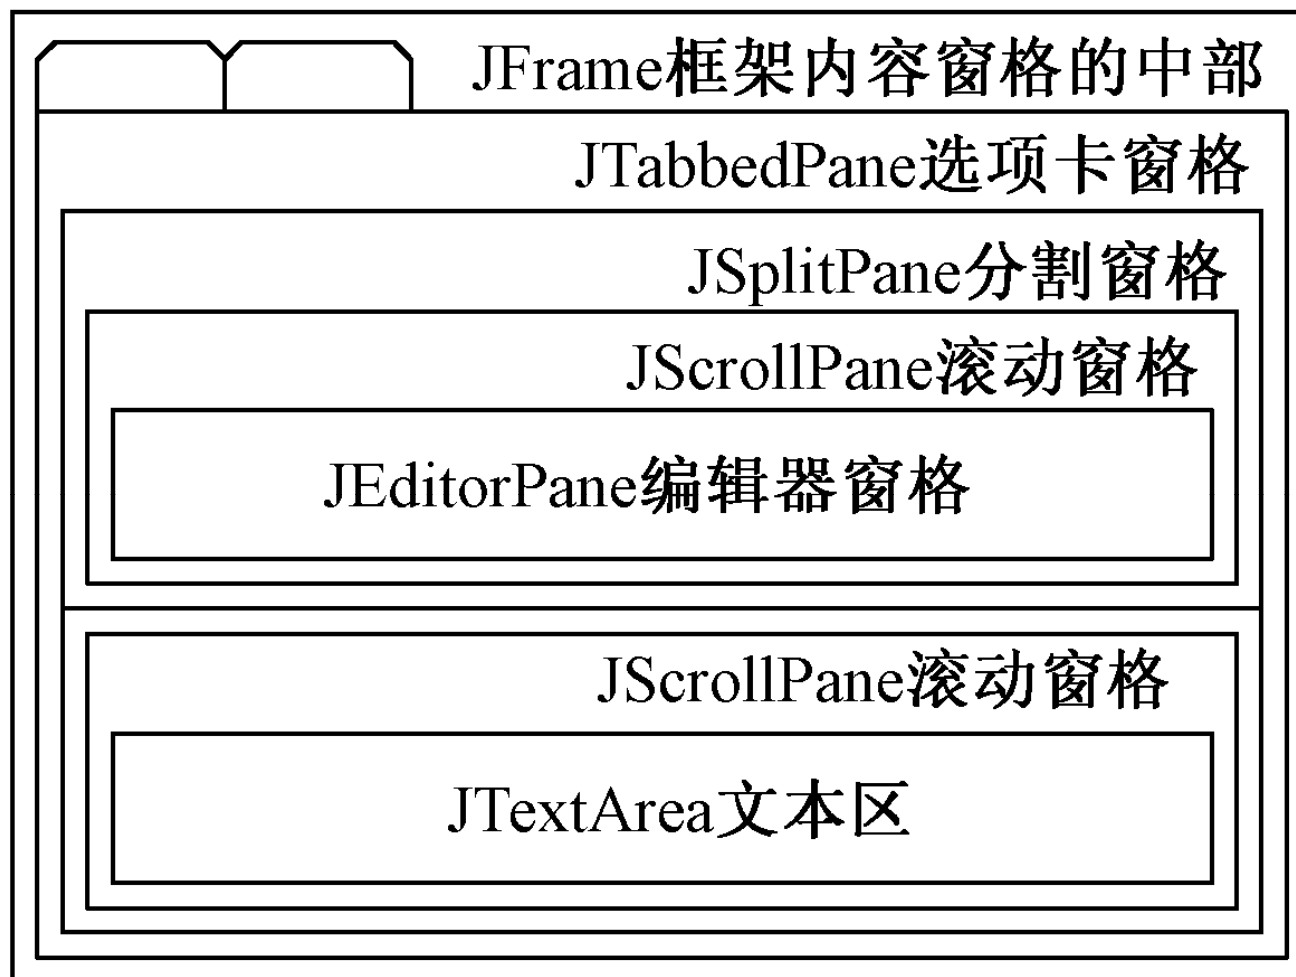 JFrame框架内容窗格的中部
JTabbedPane选项卡窗格
JSplitPane分割窗格
JScrollPane滚动窗格
JEditorPane编辑器窗格
JScrollPane滚动窗格
JTextArea文本区